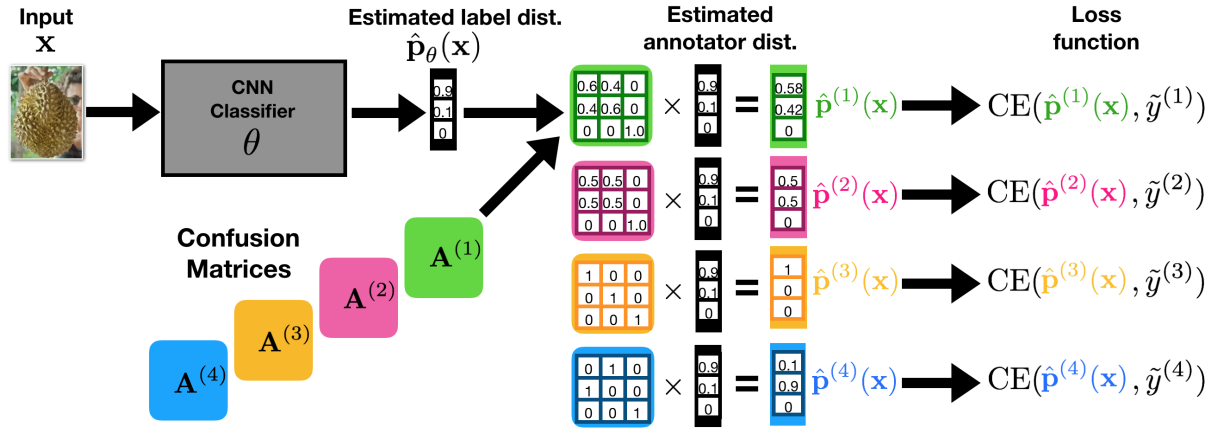 Input
x
CNN
Classifier
θ
Estimated label dist.
p̂_θ(x)
0.9
0.1
0
Confusion
Matrices
A^(1)
A^(2)
A^(3)
A^(4)
Estimated
annotator dist.
Loss
function
0.6 0.4 0
0.4 0.6 0
0 0 1.0
×
0.9
0.1
0
=
0.58
0.42
0
p̂^(1)(x)
CE(p̂^(1)(x), ỹ^(1))
0.5 0.5 0
0.5 0.5 0
0 0 1.0
×
0.9
0.1
0
=
0.5
0.5
0
p̂^(2)(x)
CE(p̂^(2)(x), ỹ^(2))
1 0 0
0 1 0
0 0 1
×
0.9
0.1
0
=
1
0
0
p̂^(3)(x)
CE(p̂^(3)(x), ỹ^(3))
0 1 0
1 0 0
0 0 1
×
0.9
0.1
0
=
0.1
0.9
0
p̂^(4)(x)
CE(p̂^(4)(x), ỹ^(4))